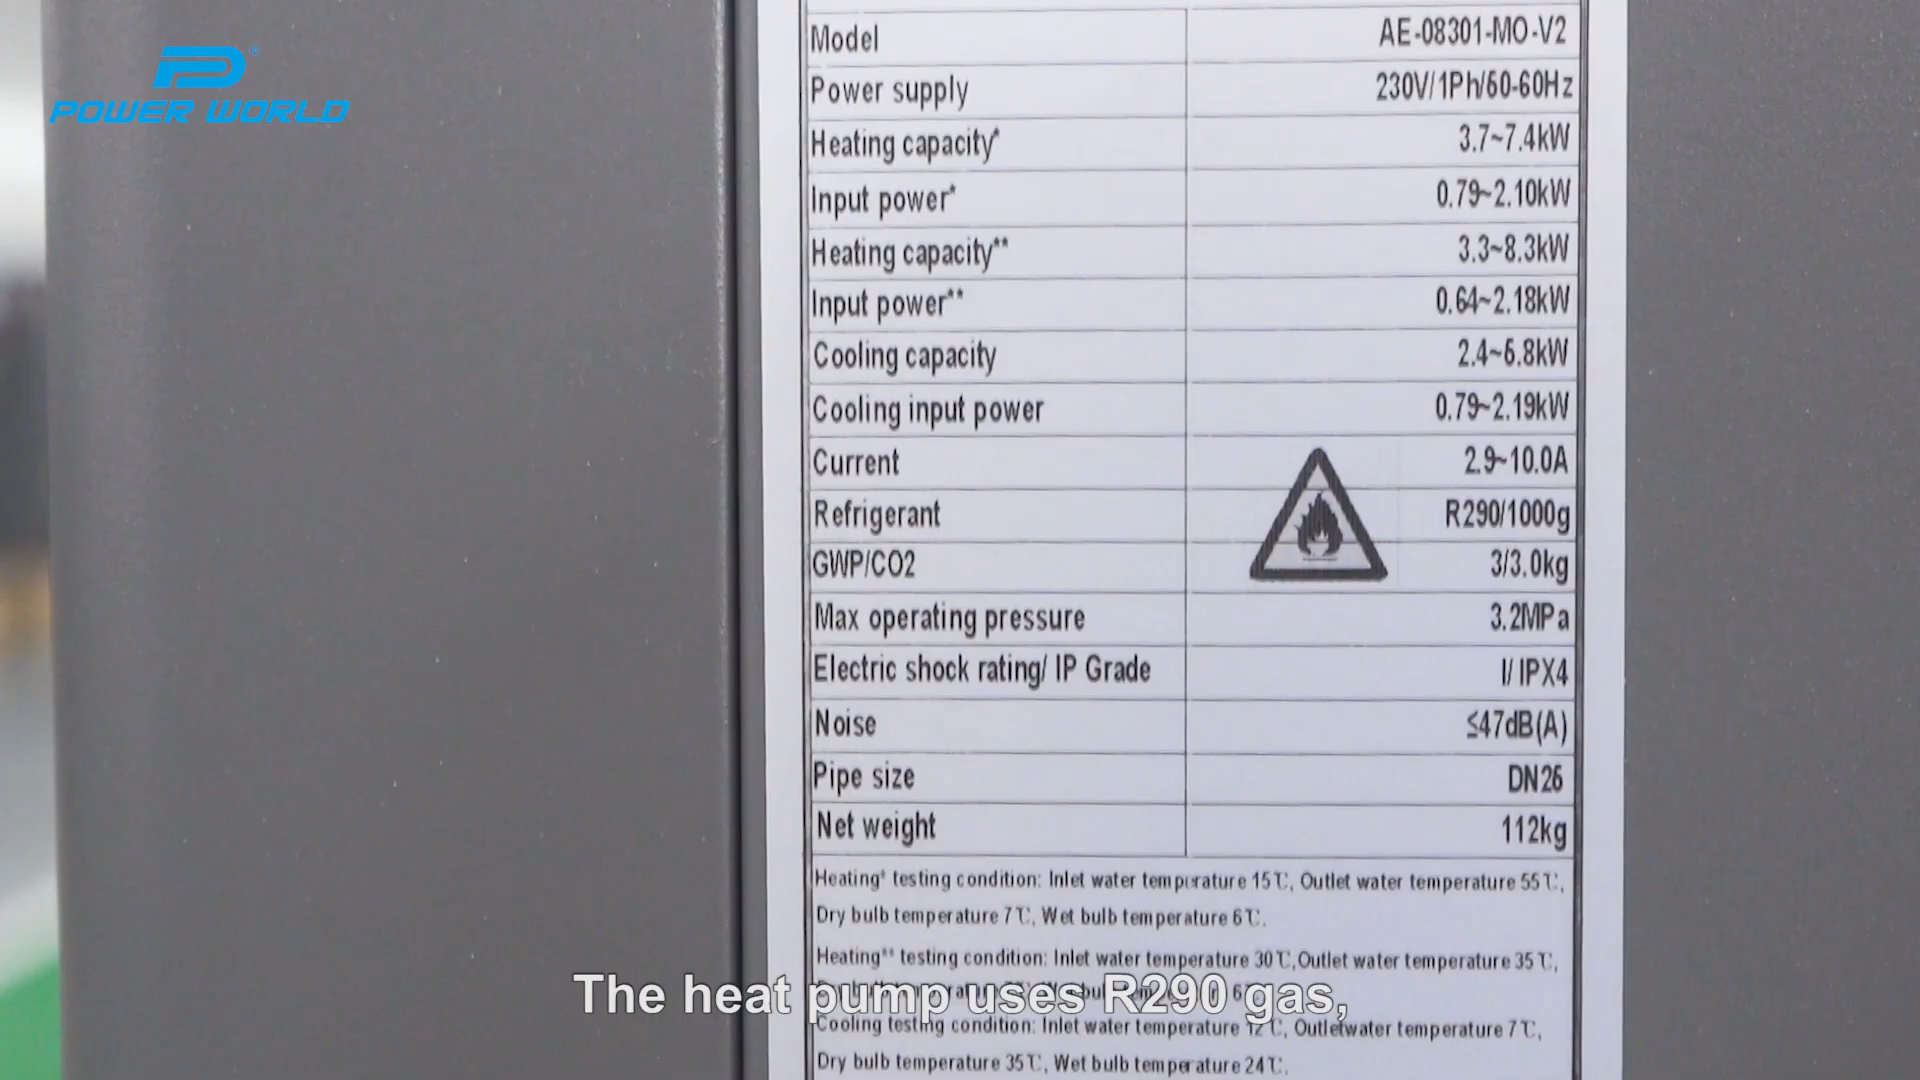 POWER WORLD
Model AE-08301-MO-V2
Power supply 230V/1Ph/60-60Hz
Heating capacity* 3.7~7.4kW
Input power* 0.79~2.10kW
Heating capacity** 3.3~8.3kW
Input power** 0.64~2.18kW
Cooling capacity 2.4~6.8kW
Cooling input power 0.79~2.19kW
Current 2.9~10.0A
Refrigerant R290/1000g
GWP/CO2 3/3.0kg
Max operating pressure 3.2MPa
Electric shock rating/ IP Grade I/ IPX4
Noise ≤47dB(A)
Pipe size DN26
Net weight 112kg
Heating* testing condition: Inlet water temperature 15℃, Outlet water temperature 55℃,
Dry bulb temperature 7℃, Wet bulb temperature 6℃.
Heating** testing condition: Inlet water temperature 30℃,Outlet water temperature 35℃,
The heat pump uses R290 gas,
Cooling testing condition: Inlet water temperature 12℃, Outletwater temperature 7℃,
Dry bulb temperature 35℃, Wet bulb temperature 24℃.